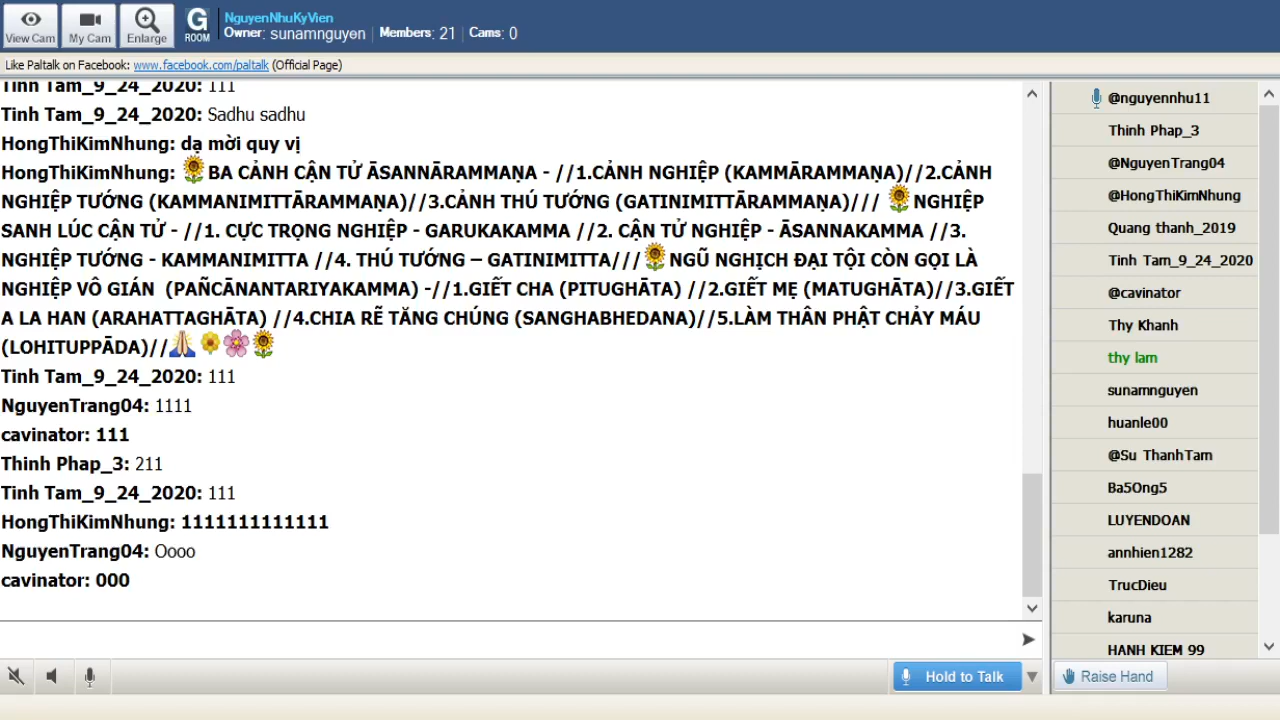 View Cam
My Cam
Enlarge
G
ROOM
NguyenNhuKyVien
Owner: sunamnguyen | Members: 21 | Cams: 0
Like Paltalk on Facebook: www.facebook.com/paltalk (Official Page)
Tinh Tam_9_24_2020: 111
Tinh Tam_9_24_2020: Sadhu sadhu
HongThiKimNhung: dạ mời quy vị
HongThiKimNhung: 🌻BA CẢNH CẬN TỬ ĀSANNĀRAMMAṆA - //1.CẢNH NGHIỆP (KAMMĀRAMMAṆA)//2.CẢNH
NGHIỆP TƯỚNG (KAMMANIMITTĀRAMMAṆA)//3.CẢNH THÚ TƯỚNG (GATINIMITTĀRAMMAṆA)/// 🌻NGHIỆP
SANH LÚC CẬN TỬ - //1. CỰC TRỌNG NGHIỆP - GARUKAKAMMA //2. CẬN TỬ NGHIỆP - ĀSANNAKAMMA //3.
NGHIỆP TƯỚNG - KAMMANIMITTA //4. THÚ TƯỚNG – GATINIMITTA///🌻NGŨ NGHỊCH ĐẠI TỘI CÒN GỌI LÀ
NGHIỆP VÔ GIÁN (PAÑCĀNANTARIYAKAMMA) -//1.GIẾT CHA (PITUGHĀTA) //2.GIẾT MẸ (MATUGHĀTA)//3.GIẾT
A LA HAN (ARAHATTAGHĀTA) //4.CHIA RẼ TĂNG CHÚNG (SANGHABHEDANA)//5.LÀM THÂN PHẬT CHẢY MÁU
(LOHITUPPĀDA)//🙏🌼🌸🌻
Tinh Tam_9_24_2020: 111
NguyenTrang04: 1111
cavinator: 111
Thinh Phap_3: 211
Tinh Tam_9_24_2020: 111
HongThiKimNhung: 1111111111111
NguyenTrang04: Oooo
cavinator: 000
@nguyennhu11
Thinh Phap_3
@NguyenTrang04
@HongThiKimNhung
Quang thanh_2019
Tinh Tam_9_24_2020
@cavinator
Thy Khanh
thy lam
sunamnguyen
huanle00
@Su ThanhTam
Ba5Ong5
LUYENDOAN
annhien1282
TrucDieu
karuna
HANH KIEM 99
Hold to Talk
Raise Hand